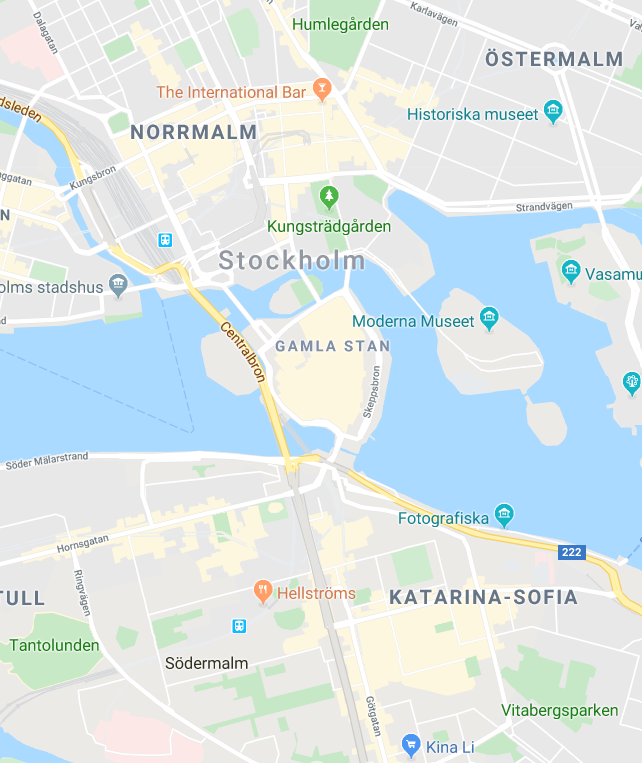 Humlegården
Karlavägen
Dalagatan
ÖSTERMALM
The International Bar
Historiska museet
NORRMALM
Kungsbron
Strandvägen
Kungsträdgården
Stockholm
Vasamu
olms stadshus
Moderna Museet
GAMLA STAN
Centralbron
Skeppsbron
Söder Mälarstrand
Fotografiska
Hornsgatan
222
Ringvägen
Hellströms
KATARINA-SOFIA
TULL
Tantolunden
Södermalm
Götgatan
Vitabergsparken
Kina Li